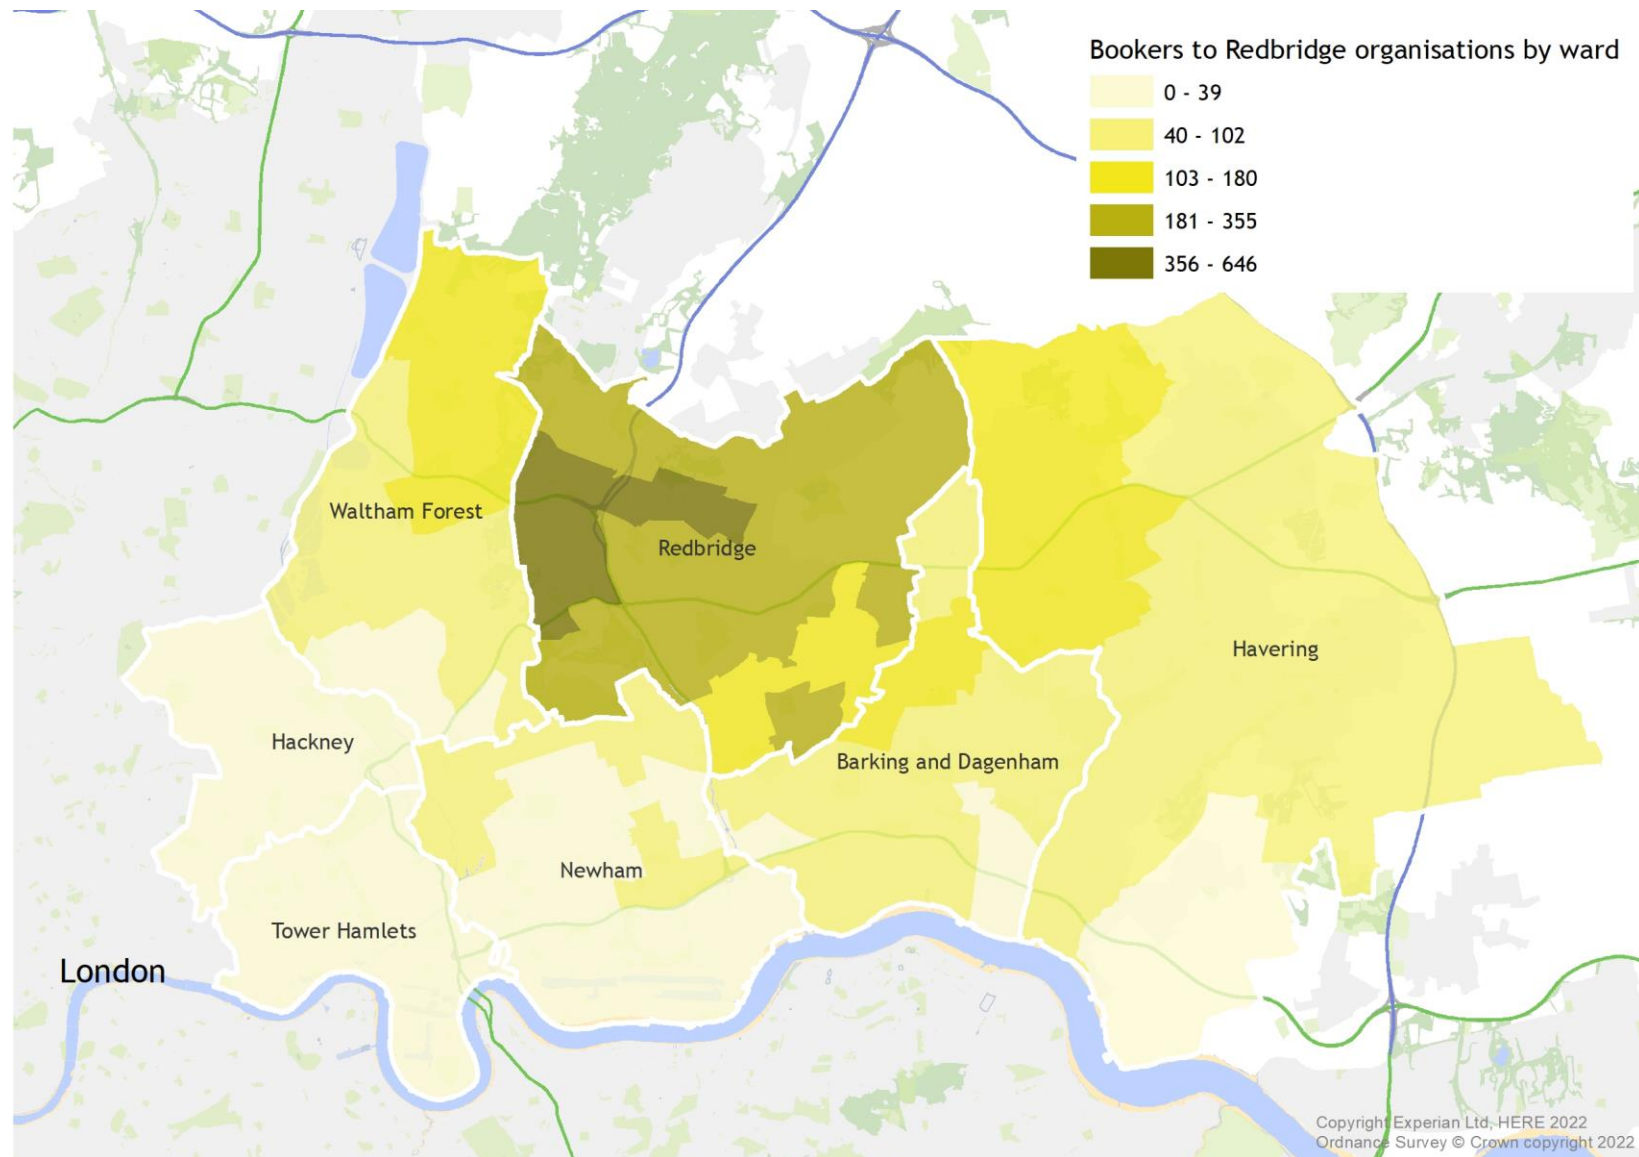 Bookers to Redbridge organisations by ward
0 - 39
40 - 102
103 - 180
181 - 355
356 - 646
Waltham Forest
Redbridge
Havering
Hackney
Barking and Dagenham
Newham
Tower Hamlets
London
Copyright Experian Ltd, HERE 2022
Ordnance Survey © Crown copyright 2022